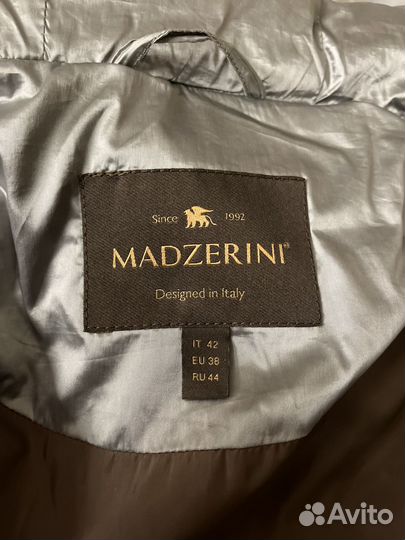 Since 1992
MADZERINI®
Designed in Italy
IT 42
EU 38
RU 44
Avito